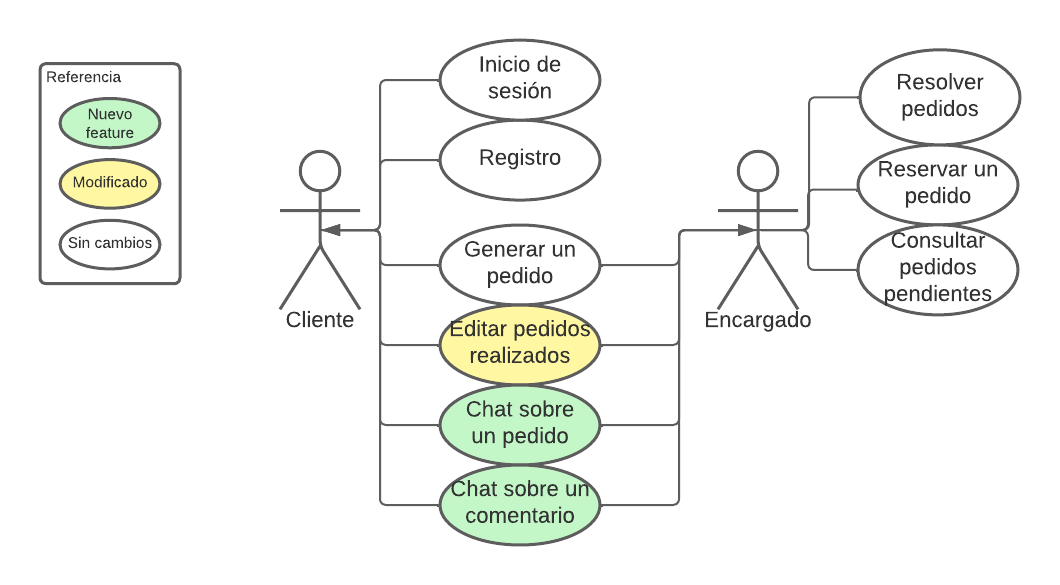 Referencia
Nuevo
feature
Modificado
Sin cambios
Cliente
Inicio de
sesión
Registro
Generar un
pedido
Editar pedidos
realizados
Chat sobre
un pedido
Chat sobre un
comentario
Encargado
Resolver
pedidos
Reservar un
pedido
Consultar
pedidos
pendientes